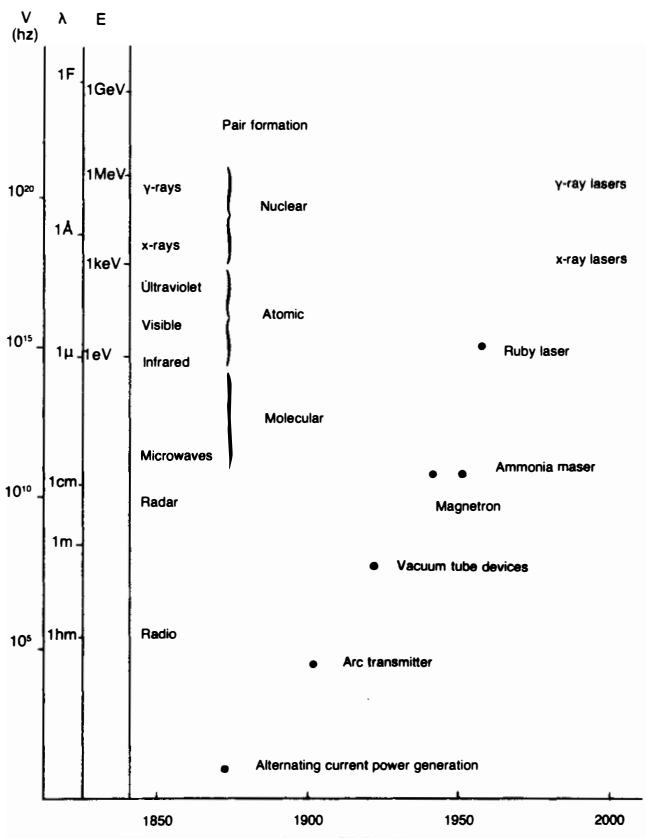 V λ E
(hz)
1F
1GeV
Pair formation
1MeV
γ-rays
γ-ray lasers
10²⁰
Nuclear
1Å
x-rays
1keV
x-ray lasers
Ultraviolet
Atomic
Visible
10¹⁵
1μ 1eV
Ruby laser
Infrared
Molecular
Microwaves
Ammonia maser
1cm
10¹⁰
Radar
Magnetron
1m
Vacuum tube devices
10⁵
1hm
Radio
Arc transmitter
Alternating current power generation
1850 1900 1950 2000